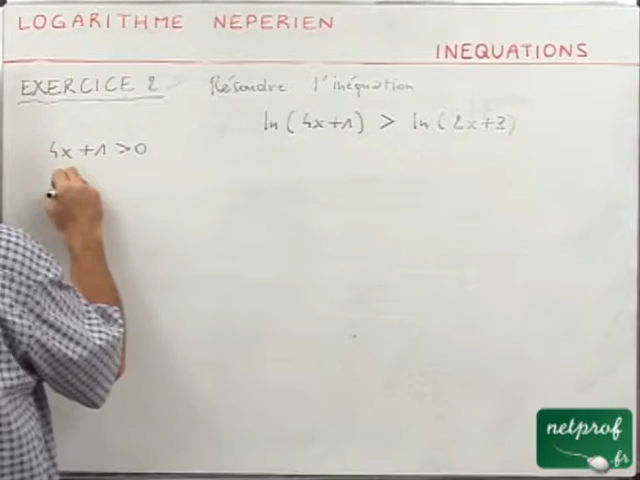 LOGARITHME NEPERIEN
INEQUATIONS
EXERCICE 2 Résoudre l'inéquation
ln(4x+1) > ln(2x+3)
4x+1>0
netprof
.fr